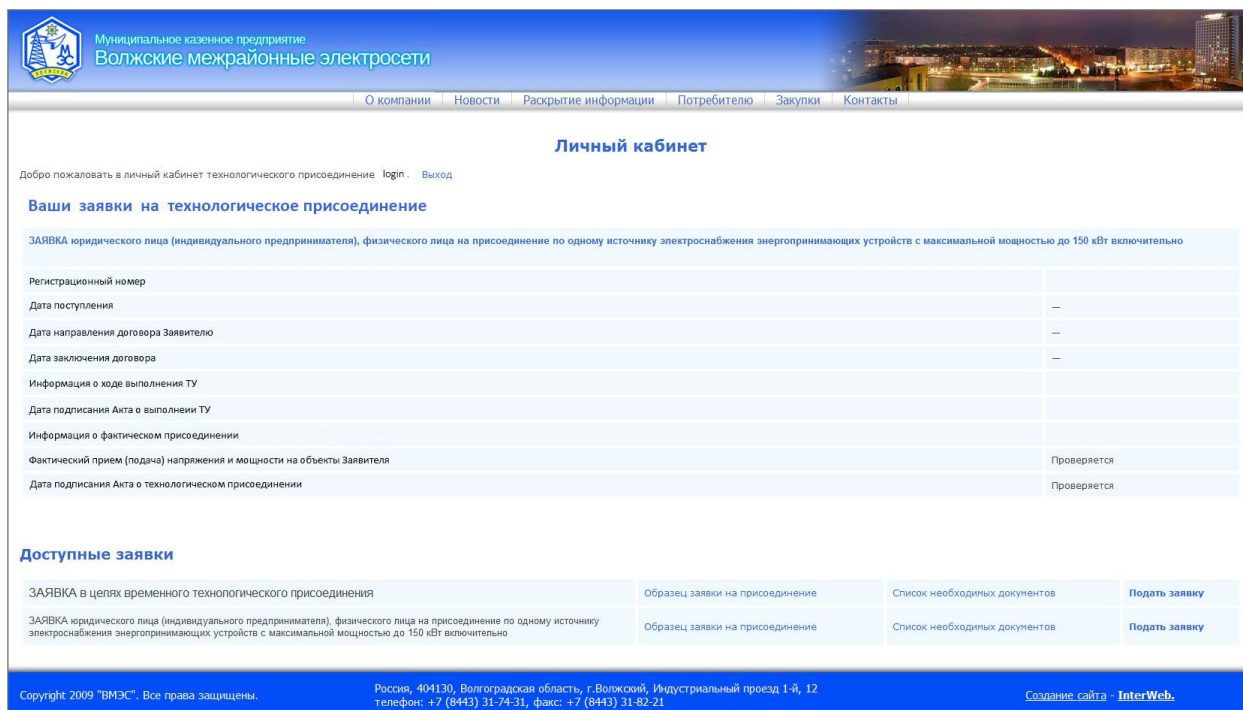 Муниципальное казенное предприятие
Волжские межрайонные электросети
МЭС
ВОЛЖСКИЕ
О компании Новости Раскрытие информации Потребителю Закупки Контакты
Личный кабинет
Добро пожаловать в личный кабинет технологического присоединение login . Выход
Ваши заявки на технологическое присоединение
ЗАЯВКА юридического лица (индивидуального предпринимателя), физического лица на присоединение по одному источнику электроснабжения энергопринимающих устройств с максимальной мощностью до 150 кВт включительно
Регистрационный номер
Дата поступления —
Дата направления договора Заявителю —
Дата заключения договора —
Информация о ходе выполнения ТУ
Дата подписания Акта о выполнеии ТУ
Информация о фактическом присоединении
Фактический прием (подача) напряжения и мощности на объекты Заявителя Проверяется
Дата подписания Акта о технологическом присоединении Проверяется
Доступные заявки
ЗАЯВКА в целях временного технологического присоединения Образец заявки на присоединение Список необходимых документов Подать заявку
ЗАЯВКА юридического лица (индивидуального предпринимателя), физического лица на присоединение по одному источнику
электроснабжения энергопринимающих устройств с максимальной мощностью до 150 кВт включительно Образец заявки на присоединение Список необходимых документов Подать заявку
Copyright 2009 "ВМЭС". Все права защищены.
Россия, 404130, Волгоградская область, г.Волжский, Индустриальный проезд 1-й, 12
телефон: +7 (8443) 31-74-31, факс: +7 (8443) 31-82-21
Создание сайта - InterWeb.